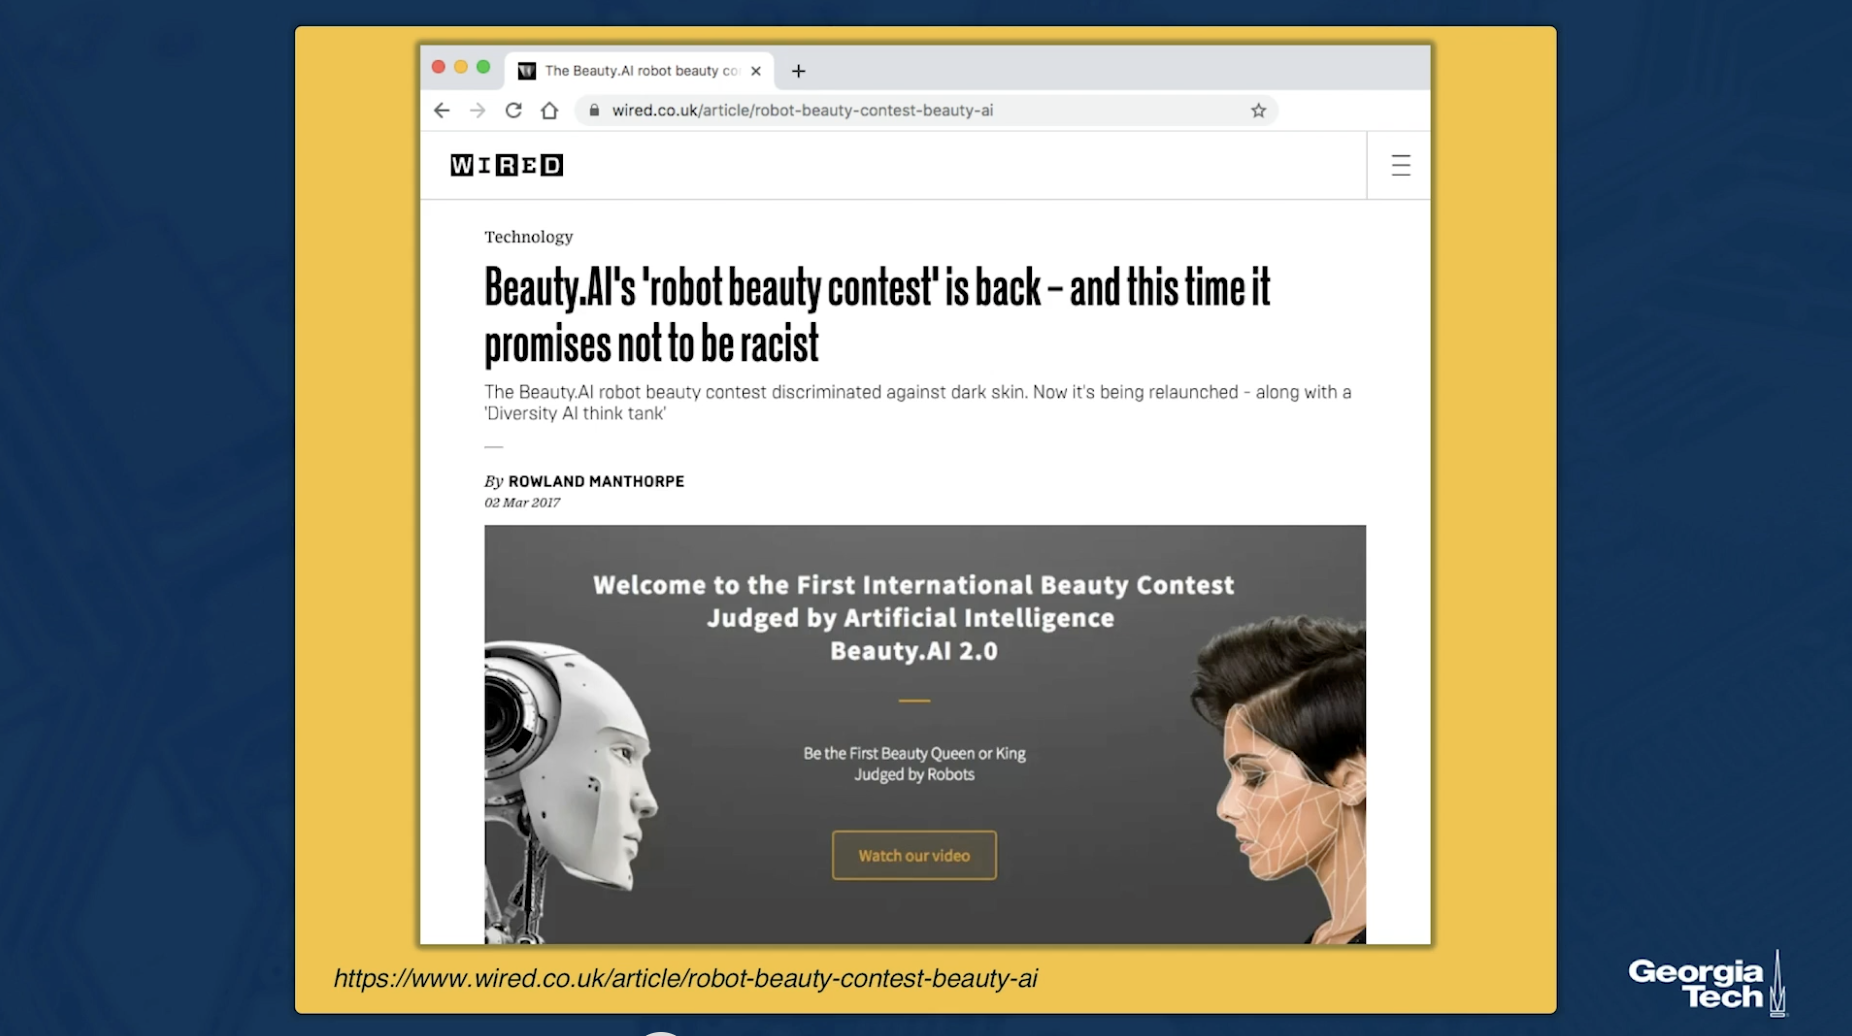 The Beauty.AI robot beauty co
wired.co.uk/article/robot-beauty-contest-beauty-ai
WIRED
Technology
Beauty.AI's 'robot beauty contest' is back – and this time it
promises not to be racist
The Beauty.AI robot beauty contest discriminated against dark skin. Now it's being relaunched - along with a
'Diversity AI think tank'
By ROWLAND MANTHORPE
02 Mar 2017
Welcome to the First International Beauty Contest
Judged by Artificial Intelligence
Beauty.AI 2.0
Be the First Beauty Queen or King
Judged by Robots
Watch our video
https://www.wired.co.uk/article/robot-beauty-contest-beauty-ai
Georgia
Tech